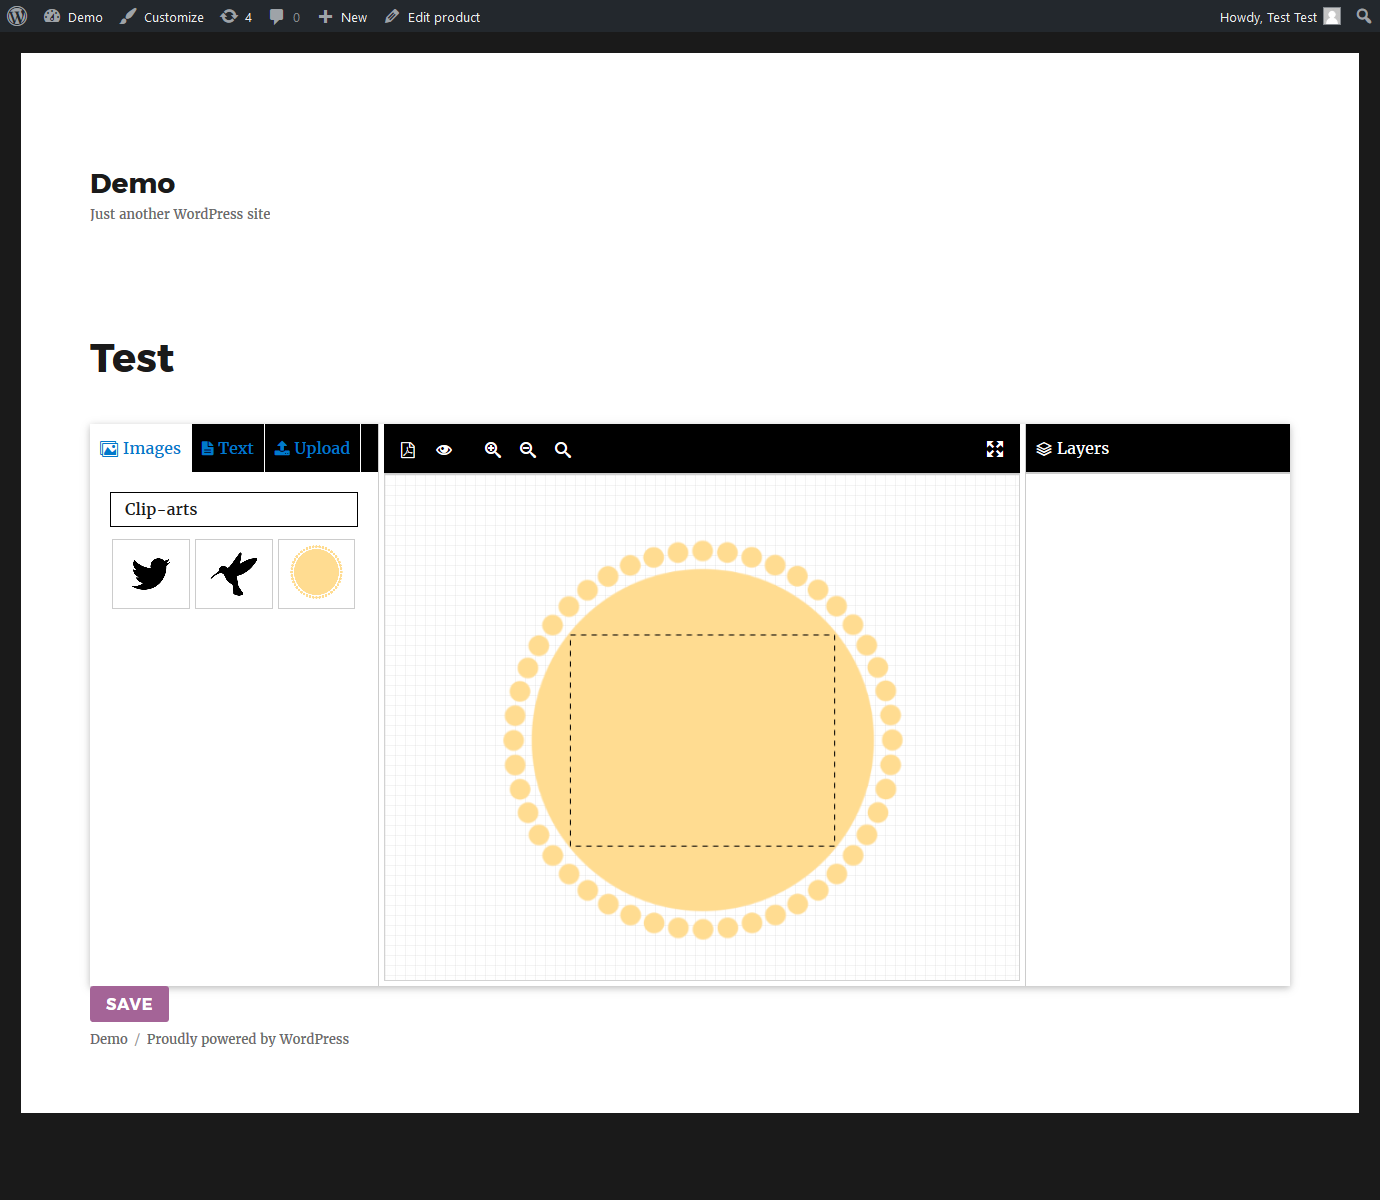 Demo Customize 4 0 New Edit product Howdy, Test Test
Demo
Just another WordPress site
Test
Images Text Upload Layers
Clip-arts
SAVE
Demo / Proudly powered by WordPress